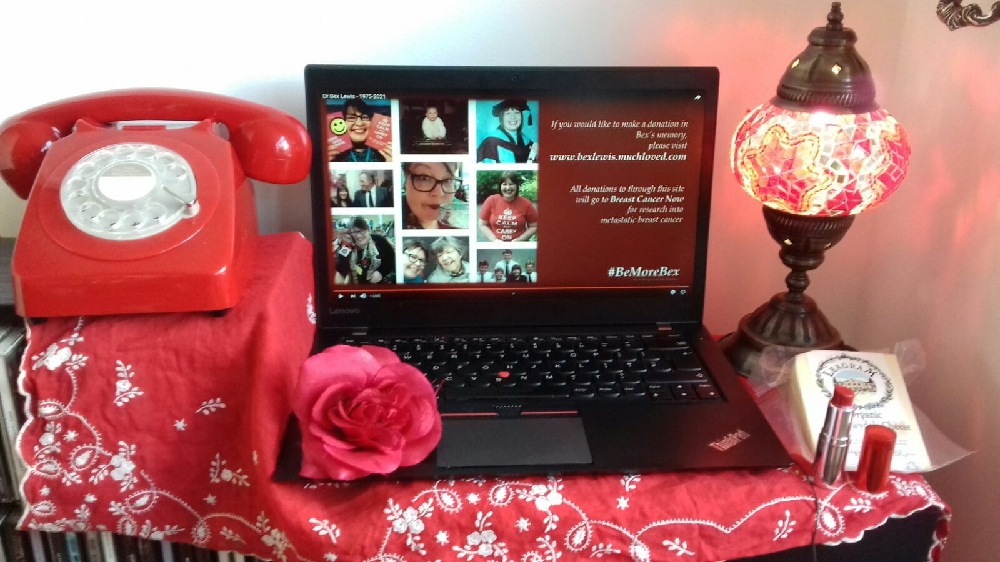 Dr Bex Lewis - 1975-2021
KEEP
CALM
AND
CARRY
ON
If you would like to make a donation in
Bex's memory,
please visit
www.bexlewis.muchloved.com
All donations to through this site
will go to Breast Cancer Now
for research into
metastatic breast cancer
KEEP
CALM
AND
CARRY
ON
#BeMoreBex
LIVE
Lenovo
ThinkPad
LEAGRAM
Organic
Cheese